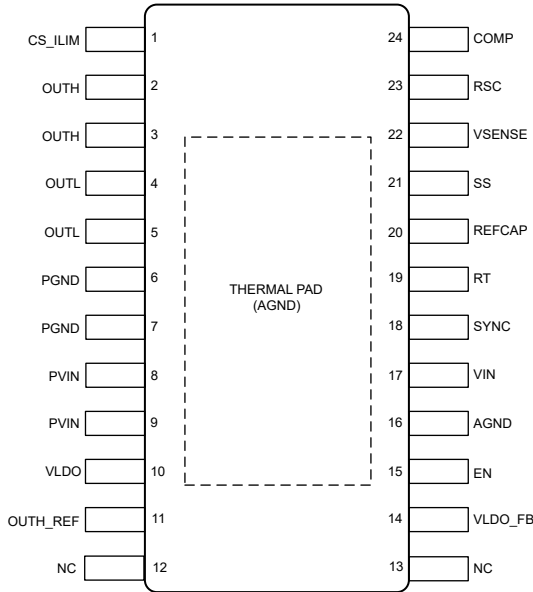 CS_ILIM 1 24 COMP
OUTH 2 23 RSC
OUTH 3 22 VSENSE
OUTL 4 21 SS
OUTL 5 20 REFCAP
PGND 6 19 RT
THERMAL PAD
(AGND)
PGND 7 18 SYNC
PVIN 8 17 VIN
PVIN 9 16 AGND
VLDO 10 15 EN
OUTH_REF 11 14 VLDO_FB
NC 12 13 NC